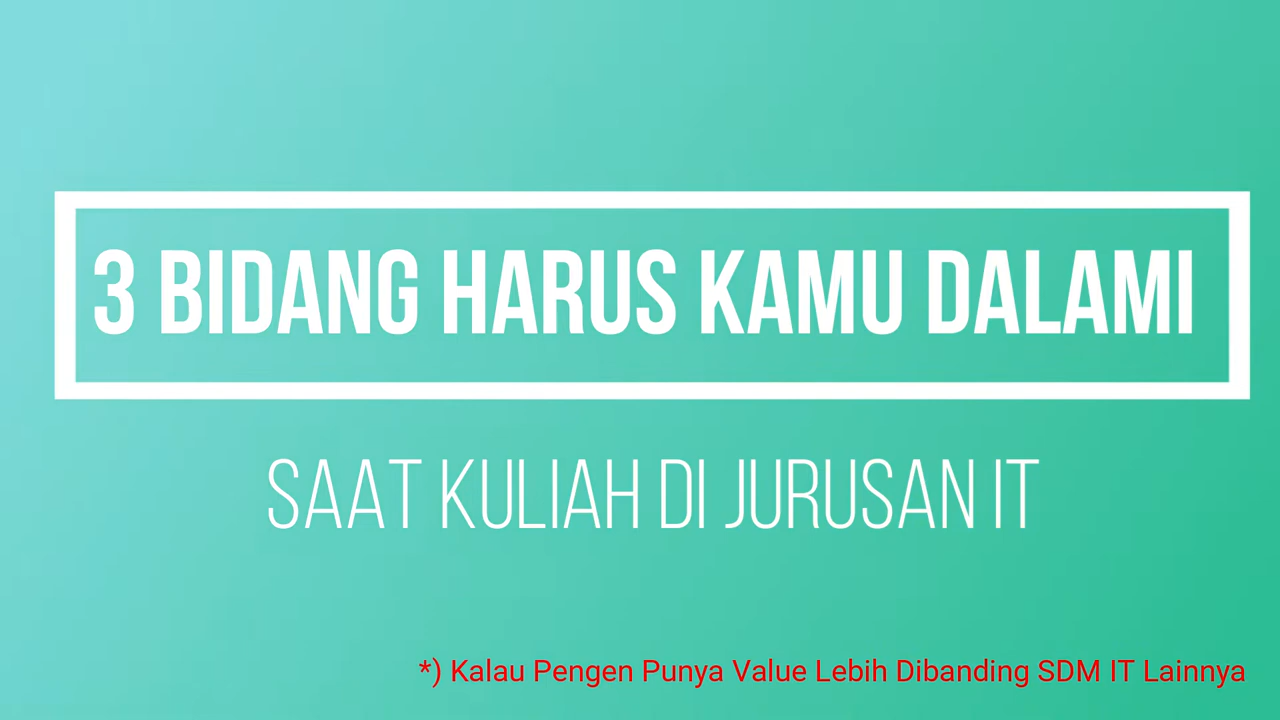 3 BIDANG HARUS KAMU DALAMI
SAAT KULIAH DI JURUSAN IT
*) Kalau Pengen Punya Value Lebih Dibanding SDM IT Lainnya